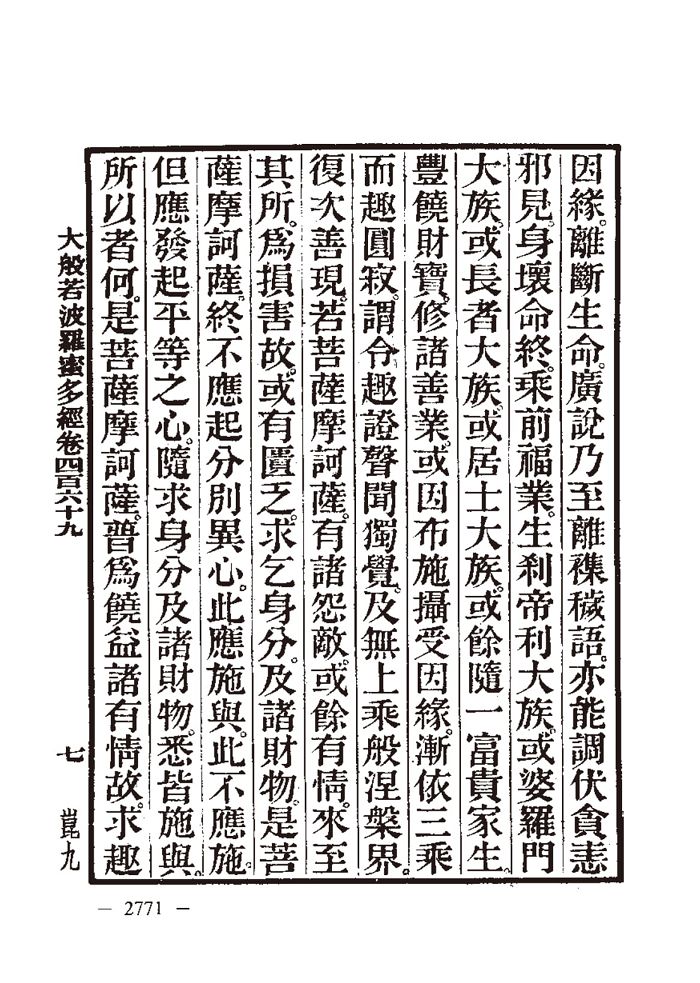 因緣。離斷生命。廣說乃至離襍穢語。亦能調伏貪恚
邪見。身壞命終。乘前福業。生剎帝利大族。或婆羅門
大族。或長者大族。或居士大族。或餘隨一富貴家生。
豐饒財寶。修諸善業。或因布施攝受因緣。漸依三乘
而趣圓寂。謂令趣證聲聞獨覺。及無上乘般涅槃界。
復次善現。若菩薩摩訶薩。有諸怨敵。或餘有情。來至
其所。爲損害故。或有匱乏。求乞身分。及諸財物。是菩
薩摩訶薩。終不應起分別異心。此應施與。此不應施。
但應發起平等之心。隨求身分及諸財物。悉皆施與。
所以者何。是菩薩摩訶薩。普爲饒益諸有情故。求趣
大般若波羅蜜多經卷四百六十九
七
崑九
— 2771 —